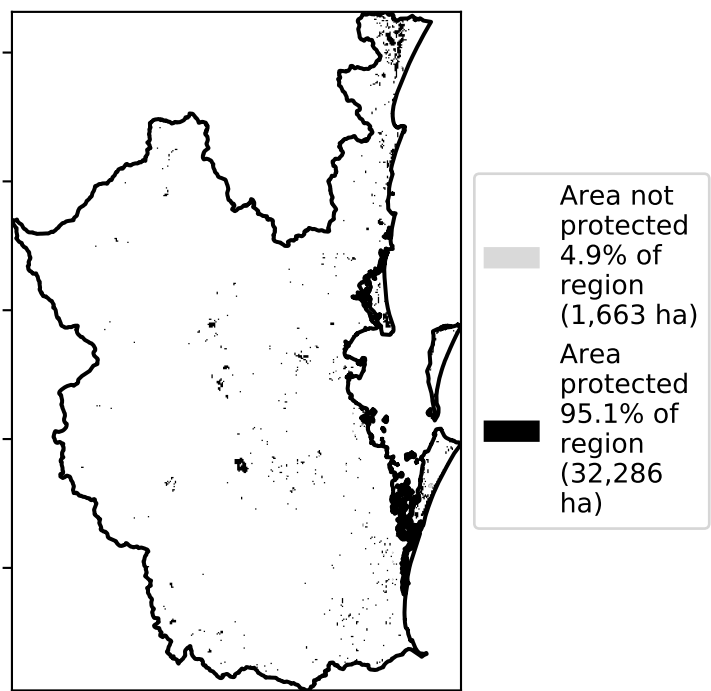 Area not
protected
4.9% of
region
(1,663 ha)
Area
protected
95.1% of
region
(32,286
ha)